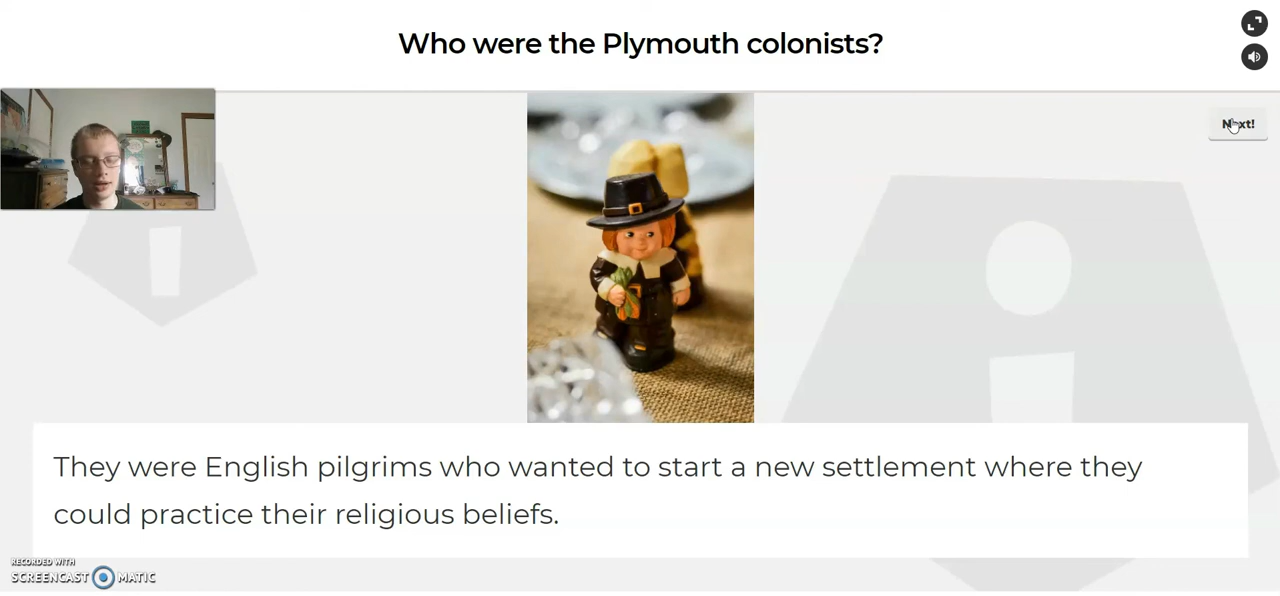 Who were the Plymouth colonists?
Next!
They were English pilgrims who wanted to start a new settlement where they
could practice their religious beliefs.
RECORDED WITH
SCREENCAST MATIC